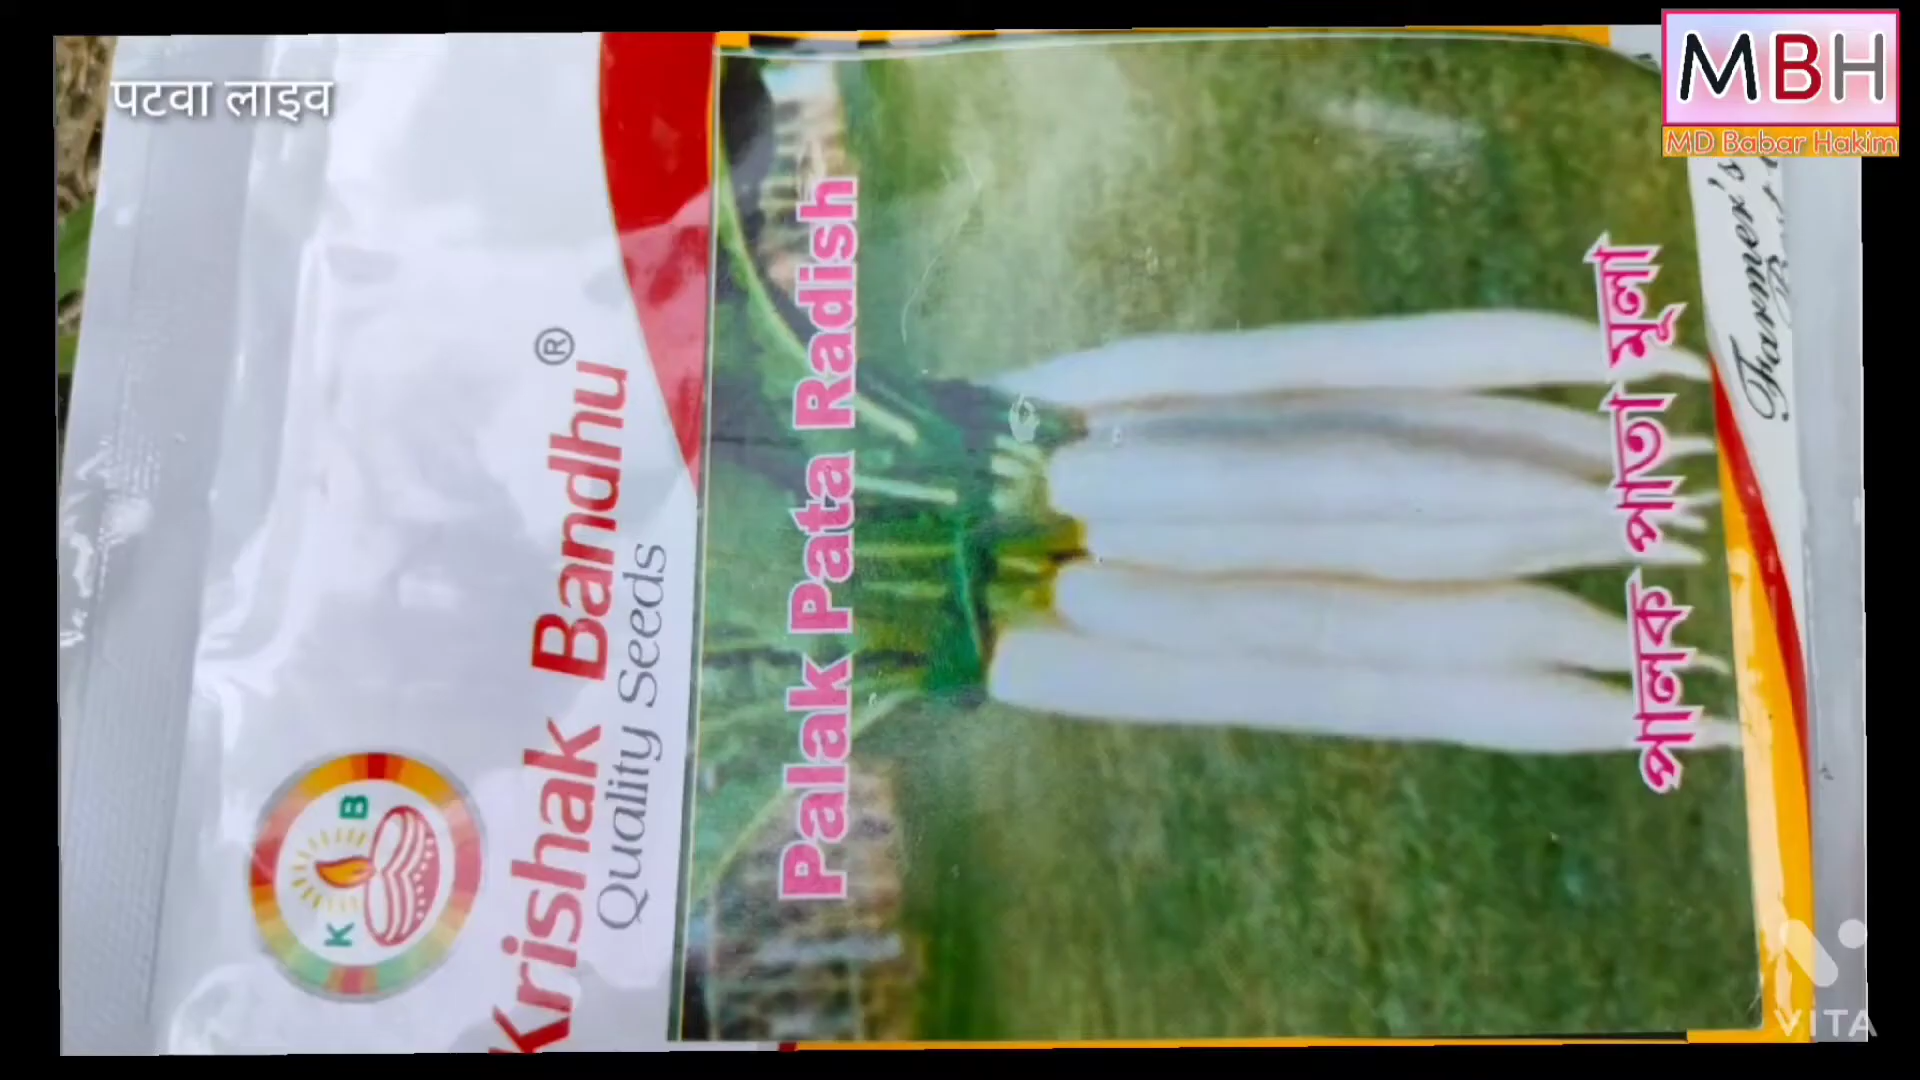 पटवा लाइव
MBH
MD Babar Hakim
K B
Krishak Bandhu®
Quality Seeds
Palak Pata Radish
পালক পাতা মূলা
Farmer's
VITA